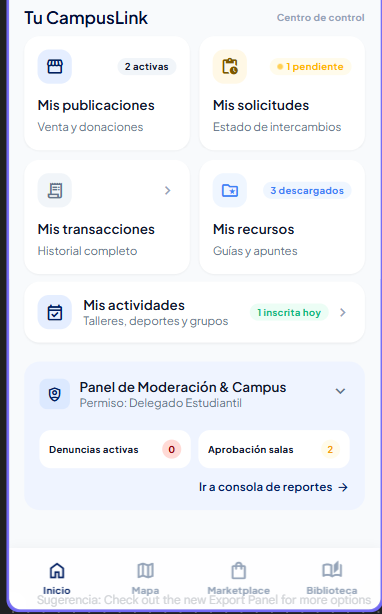 Tu CampusLink
Centro de control
2 activas
1 pendiente
Mis publicaciones
Mis solicitudes
Venta y donaciones
Estado de intercambios
3 descargados
Mis transacciones
Mis recursos
Historial completo
Guías y apuntes
Mis actividades
Talleres, deportes y grupos
1 inscrita hoy
Panel de Moderación & Campus
Permiso: Delegado Estudiantil
Denuncias activas
0
Aprobación salas
2
Ir a consola de reportes →
Inicio
Mapa
Marketplace
Biblioteca
Sugerencia: Check out the new Export Panel for more options